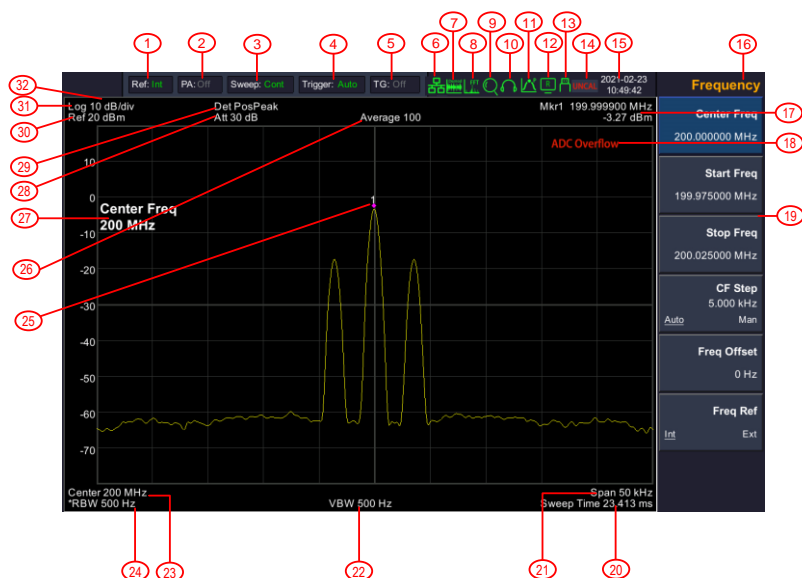 1 2 3 4 5 6 7 8 9 10 11 12 13 14 15 16
Ref: Int PA: Off Sweep: Cont Trigger: Auto TG: Off UNCAL 2021-02-23
10:49:42
Frequency
32
31 Log 10 dB/div Det PosPeak Mkr1 199.999900 MHz 17
30 Ref 20 dBm Att 30 dB Average 100 -3.27 dBm
ADC Overflow 18
29
28
27
26
25
10
0
-10
-20
-30
-40
-50
-60
-70
1
Center Freq
200 MHz
Center Freq
200.000000 MHz
Start Freq
199.975000 MHz
19
Stop Freq
200.025000 MHz
CF Step
5.000 kHz
Auto Man
Freq Offset
0 Hz
Freq Ref
Int Ext
Center 200 MHz Span 50 kHz
*RBW 500 Hz VBW 500 Hz Sweep Time 23.413 ms
24 23 22 21 20